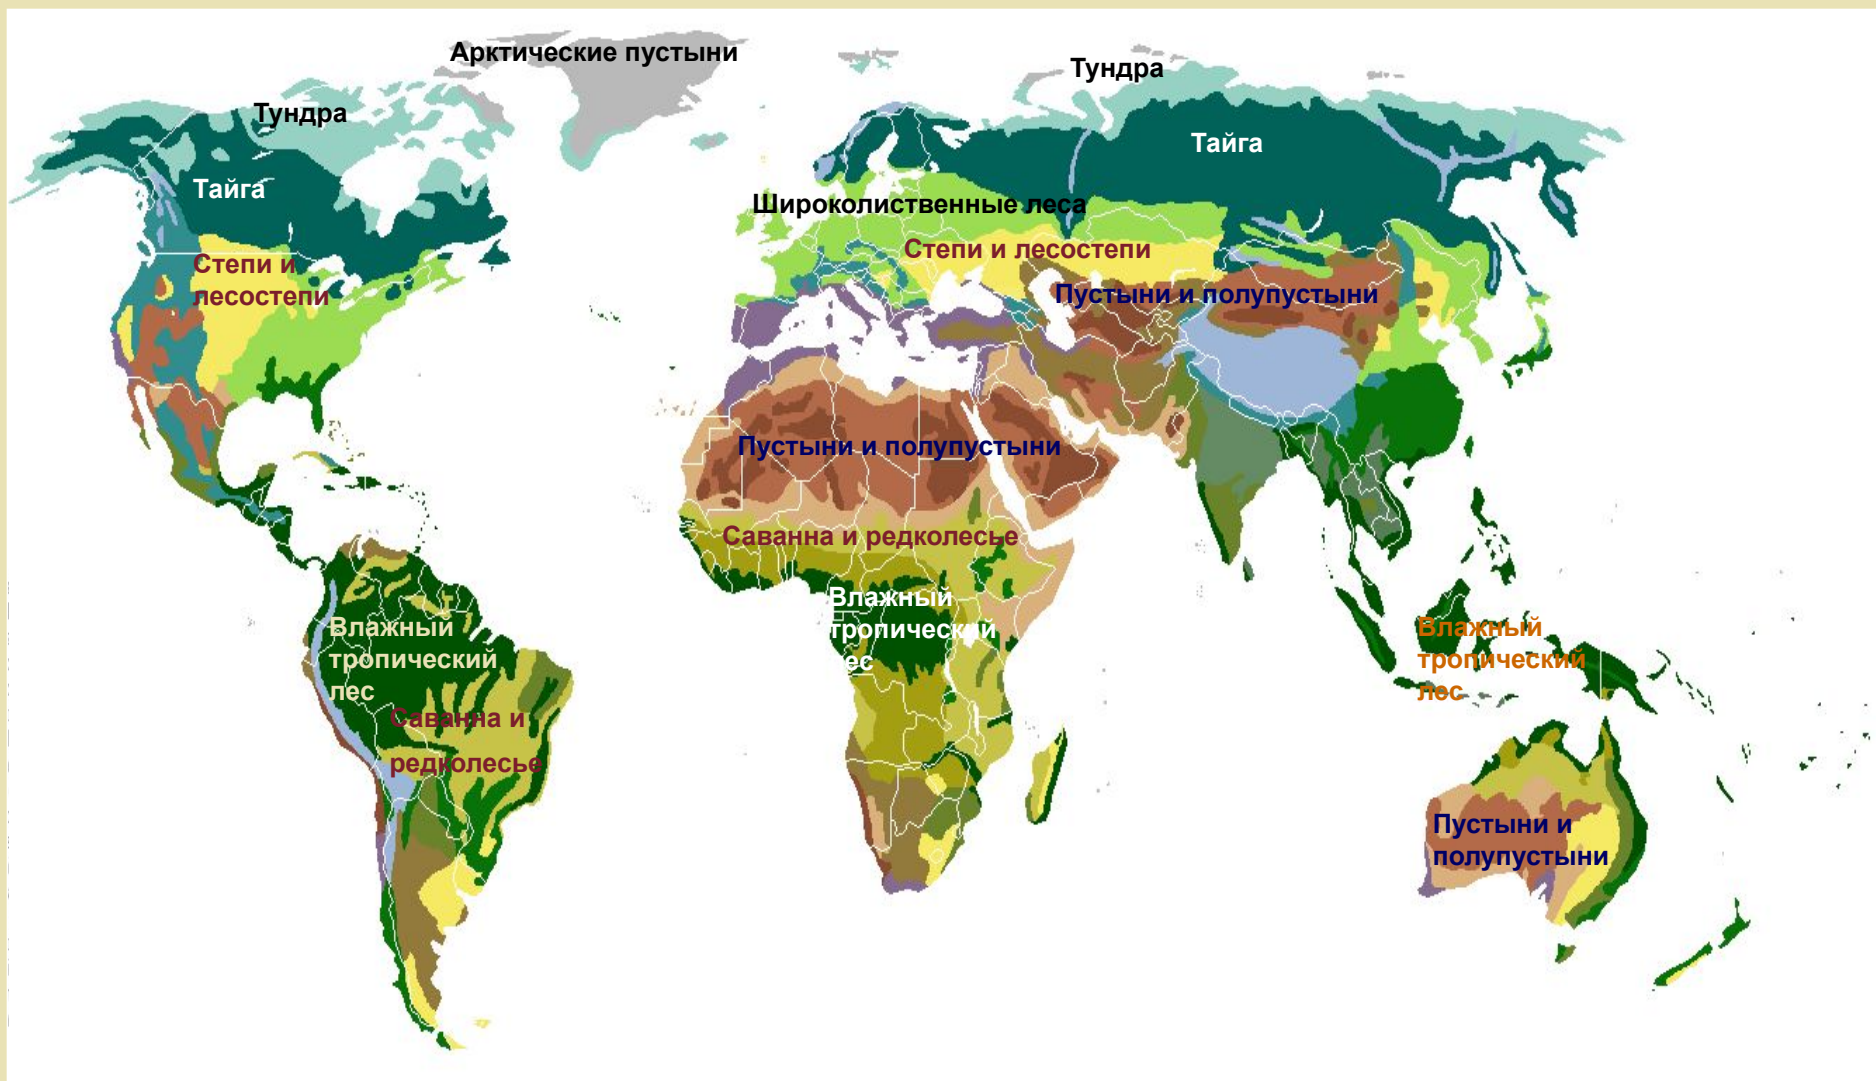 Арктические пустыни
Тундра
Тундра
Тайга
Тайга
Широколиственные леса
Степи и лесостепи
Степи и
лесостепи
Пустыни и полупустыни
Пустыни и полупустыни
Саванна и редколесье
Влажный
тропический
лес
Влажный
тропический
лес
Влажный
тропический
лес
Саванна и
редколесье
Пустыни и
полупустыни